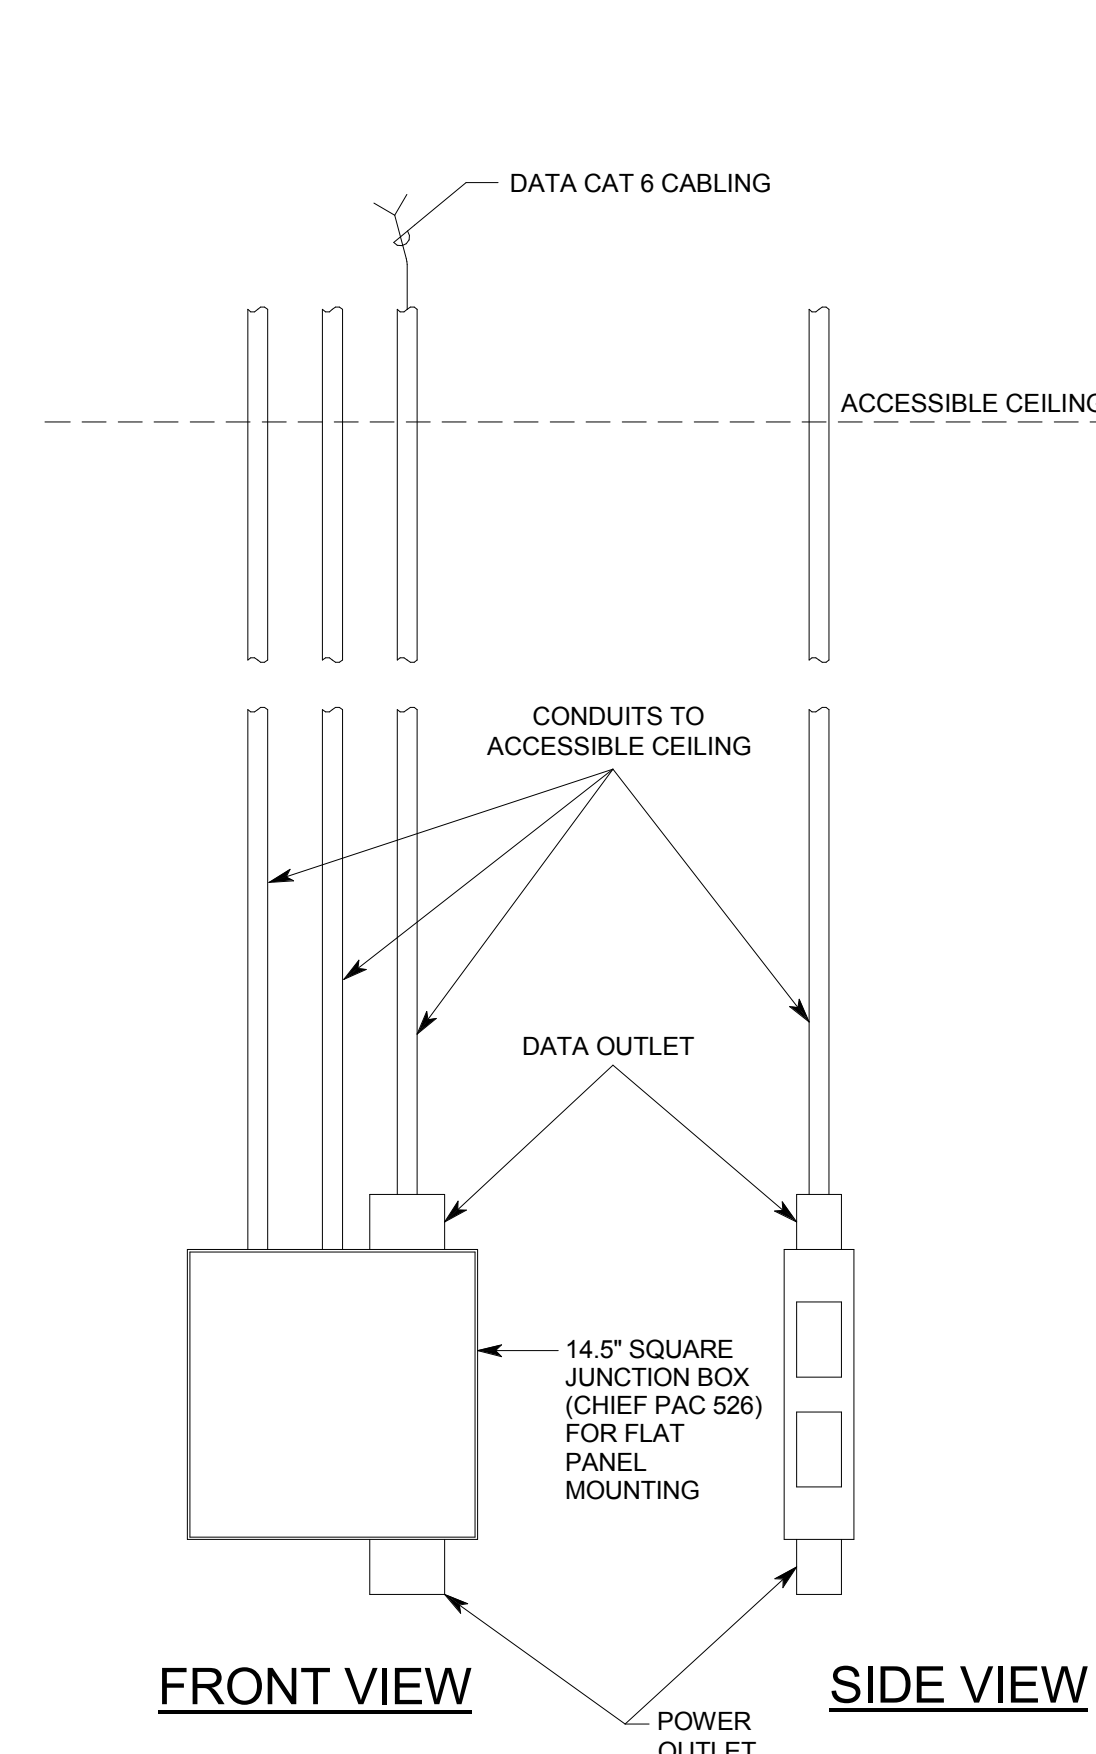 DATA CAT 6 CABLING
ACCESSIBLE CEILING
CONDUITS TO
ACCESSIBLE CEILING
DATA OUTLET
14.5" SQUARE
JUNCTION BOX
(CHIEF PAC 526)
FOR FLAT
PANEL
MOUNTING
FRONT VIEW
SIDE VIEW
POWER
OUTLET